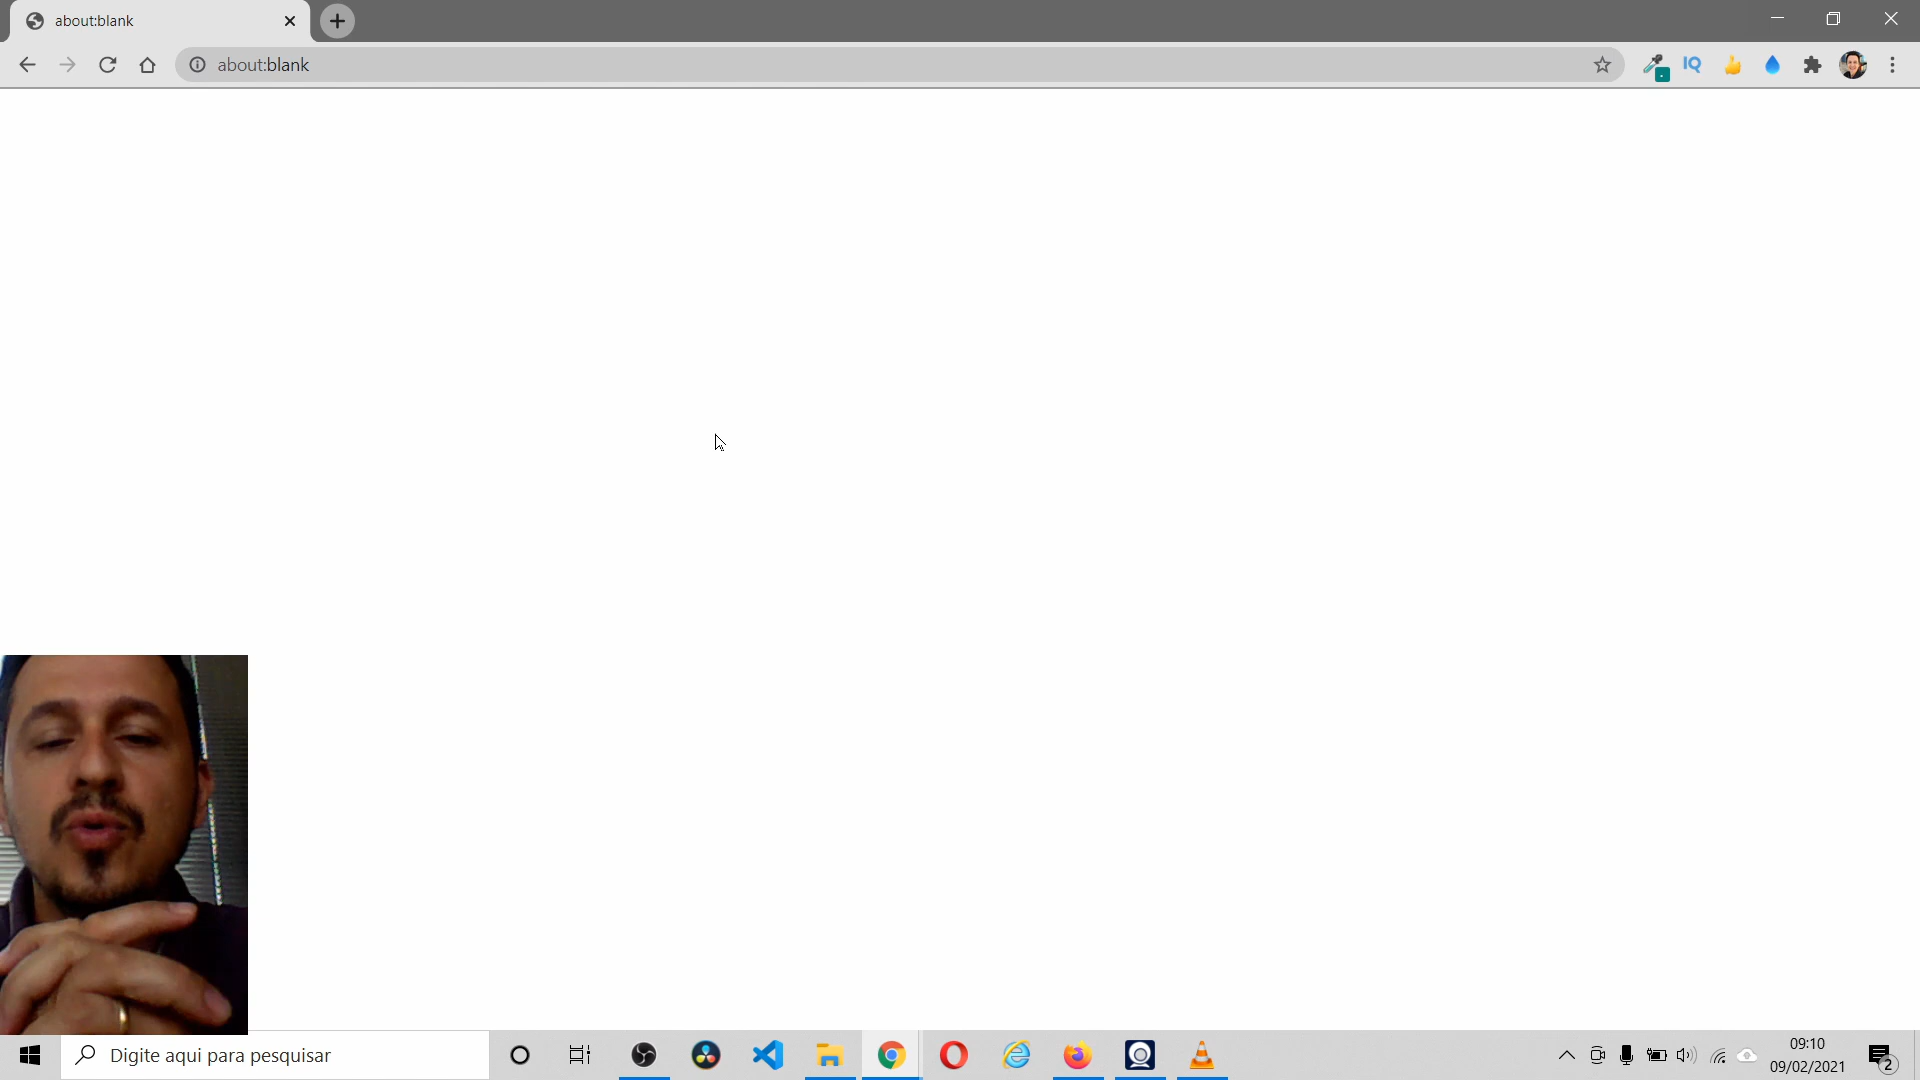 about:blank
about:blank
IQ
Digite aqui para pesquisar
09:10
09/02/2021
2